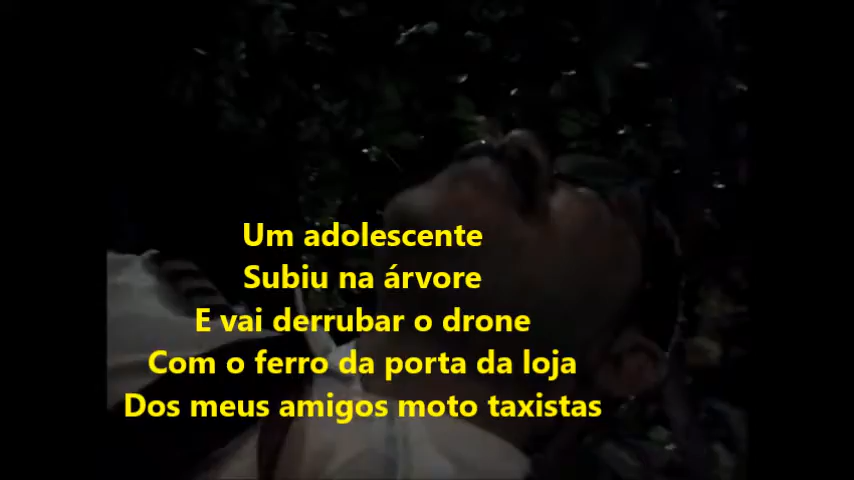 Um adolescente
Subiu na árvore
E vai derrubar o drone
Com o ferro da porta da loja
Dos meus amigos moto taxistas